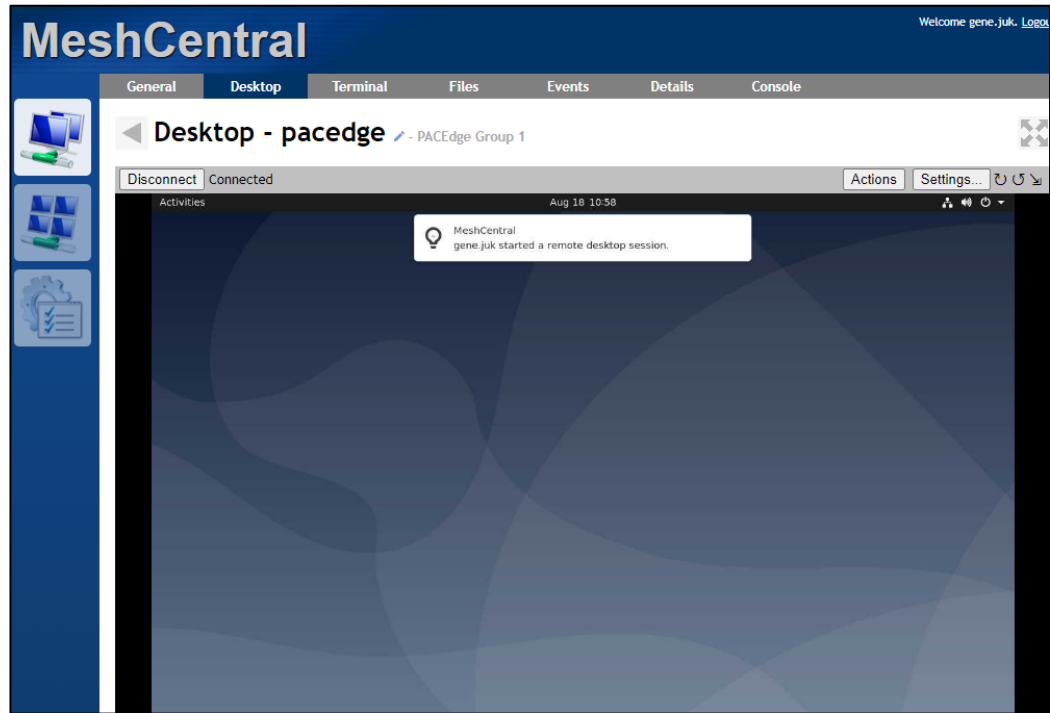 MeshCentral
Welcome gene.juk. Logou
General Desktop Terminal Files Events Details Console
Desktop - pacedge - PACEdge Group 1
Disconnect Connected Actions Settings...
Activities Aug 18 10:58
MeshCentral
gene.juk started a remote desktop session.